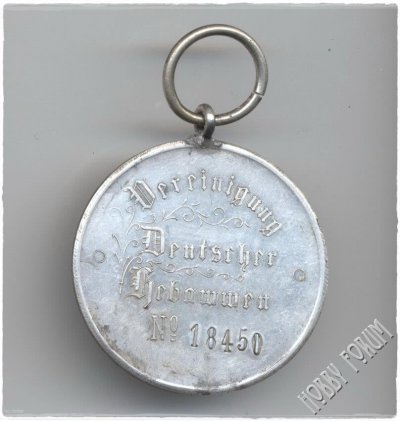 Vereinigung
Deutscher
Hebammen
No 18450
HOBBY FORUM